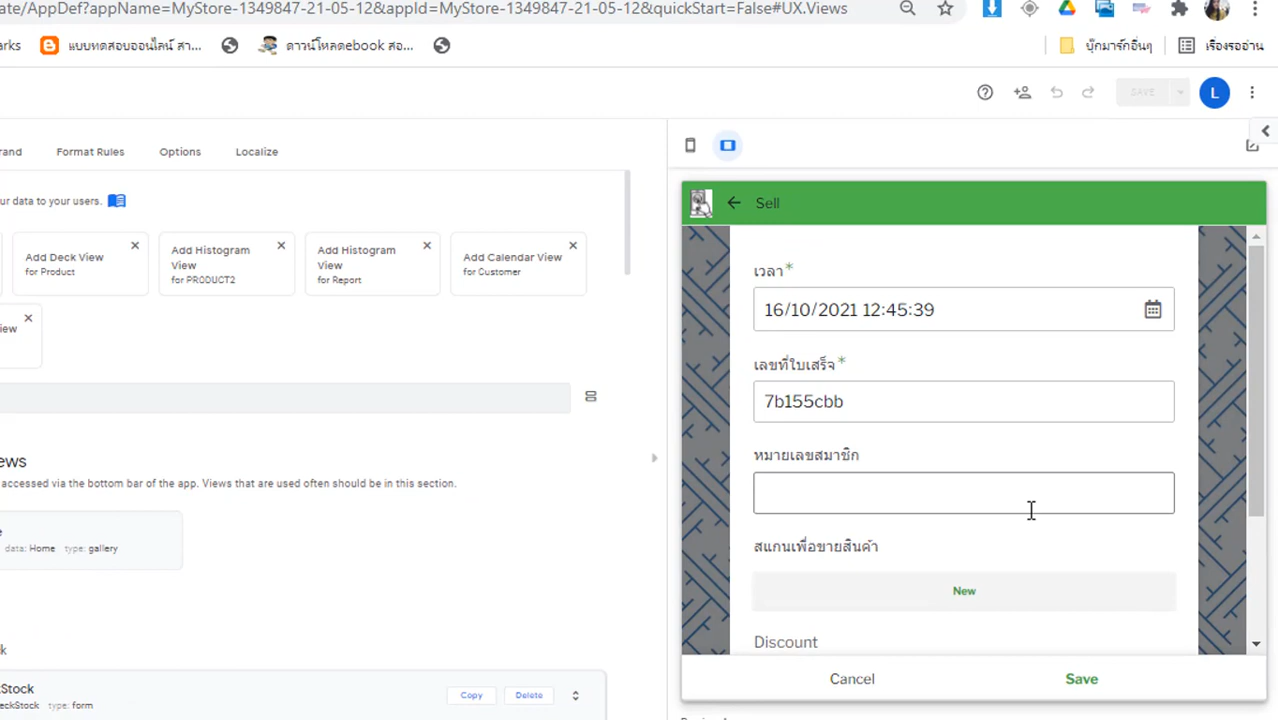 ate/AppDef?appName=MyStore-1349847-21-05-12&appId=MyStore-1349847-21-05-12&quickStart=False#UX.Views
arks แบบทดสอบออนไลน์ สา... ดาวน์โหลดebook สอ... บุ๊กมาร์กอื่นๆ เรื่องรออ่าน
SAVE L
rand Format Rules Options Localize
ur data to your users.
Sell
Add Deck View
for Product
Add Histogram
View
for PRODUCT2
Add Histogram
View
for Report
Add Calendar View
for Customer
iew
เวลา*
16/10/2021 12:45:39
เลขที่ใบเสร็จ*
7b155cbb
หมายเลขสมาชิก
สแกนเพื่อขายสินค้า
New
Discount
Cancel Save
ews
accessed via the bottom bar of the app. Views that are used often should be in this section.
e
data: Home type: gallery
k
kStock Copy Delete
eckStock type: form